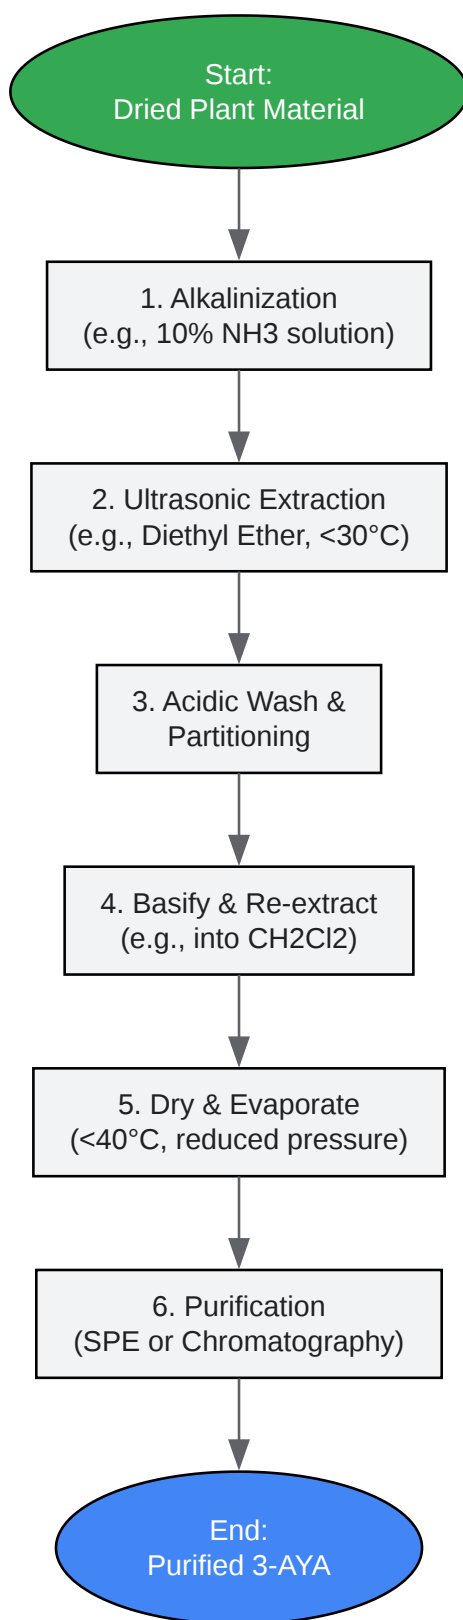 Start:
Dried Plant Material
1. Alkalinization
(e.g., 10% NH3 solution)
2. Ultrasonic Extraction
(e.g., Diethyl Ether, <30°C)
3. Acidic Wash &
Partitioning
4. Basify & Re-extract
(e.g., into CH2Cl2)
5. Dry & Evaporate
(<40°C, reduced pressure)
6. Purification
(SPE or Chromatography)
End:
Purified 3-AYA